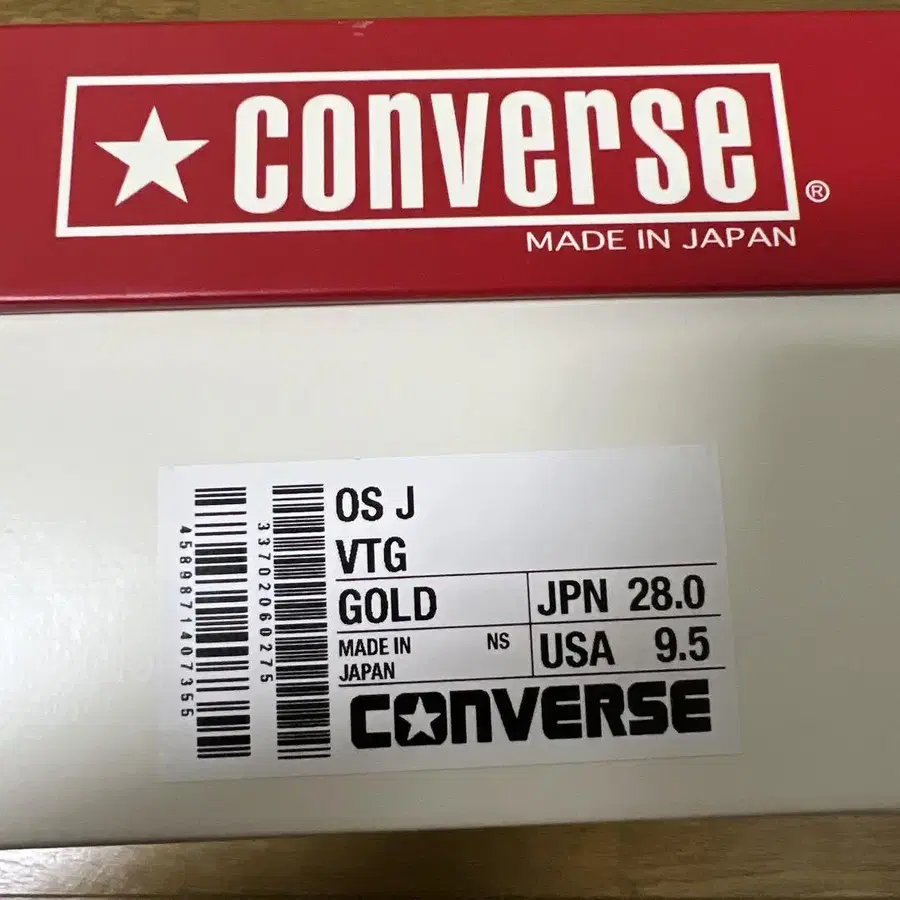 ★ CONVERSE ®
MADE IN JAPAN
4589871407355
33702060275
OS J
VTG
GOLD
JPN 28.0
MADE IN JAPAN
NS
USA 9.5
CONVERSE